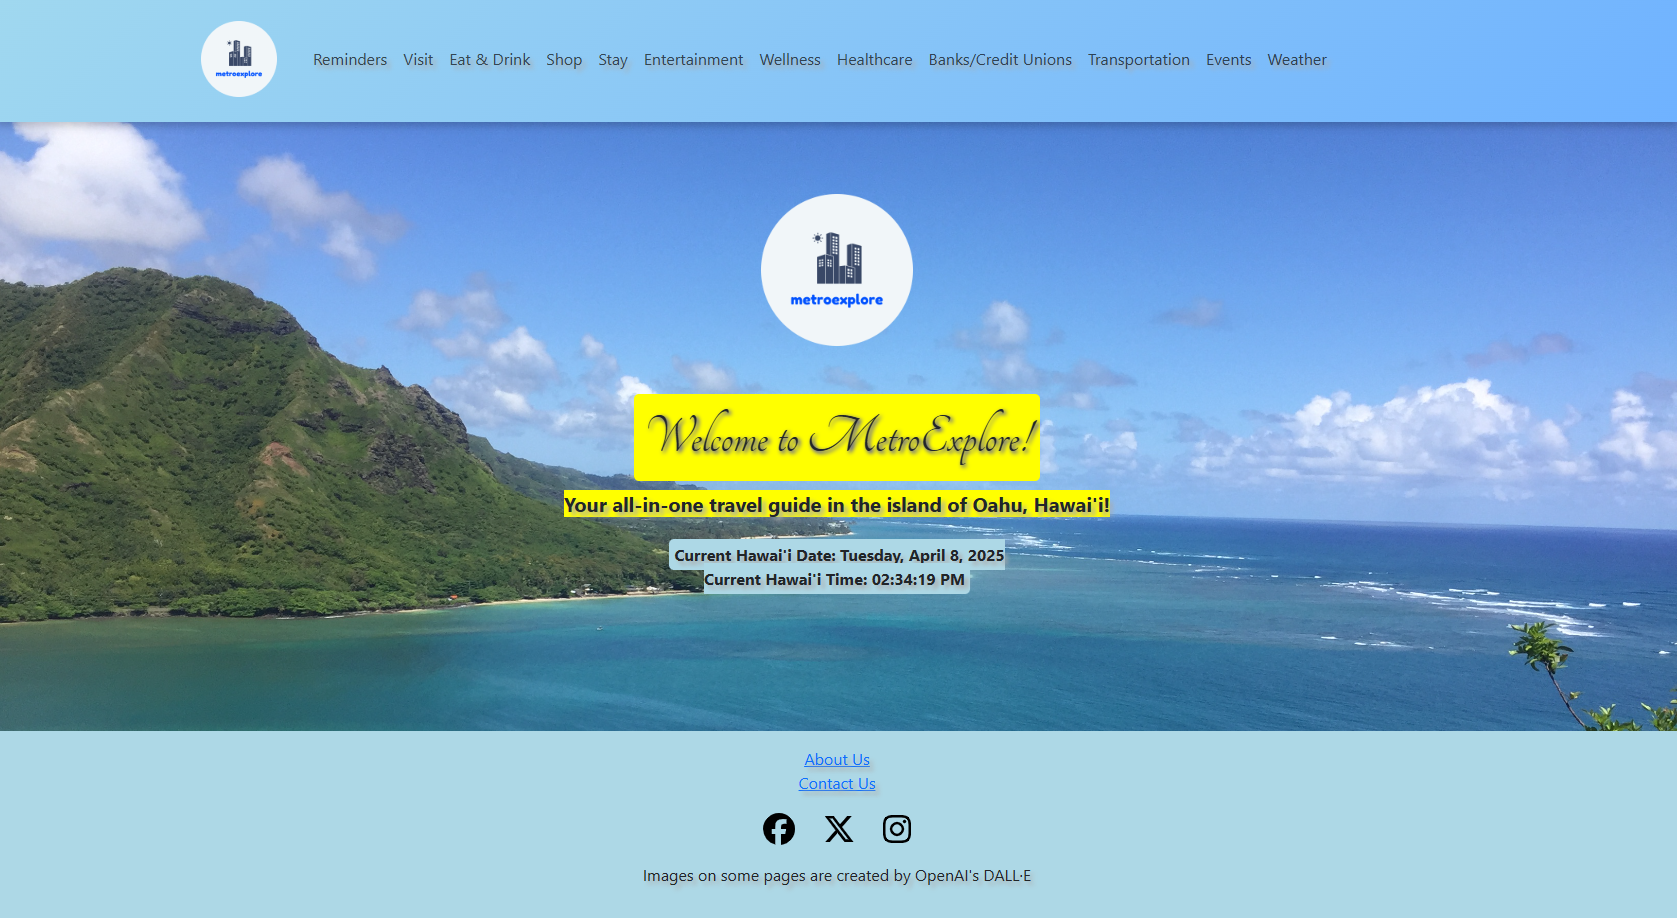 metroexplore
Reminders Visit Eat & Drink Shop Stay Entertainment Wellness Healthcare Banks/Credit Unions Transportation Events Weather
metroexplore
Welcome to MetroExplore!
Your all-in-one travel guide in the island of Oahu, Hawai'i!
Current Hawai'i Date: Tuesday, April 8, 2025
Current Hawai'i Time: 02:34:19 PM
About Us
Contact Us
Images on some pages are created by OpenAI's DALL·E